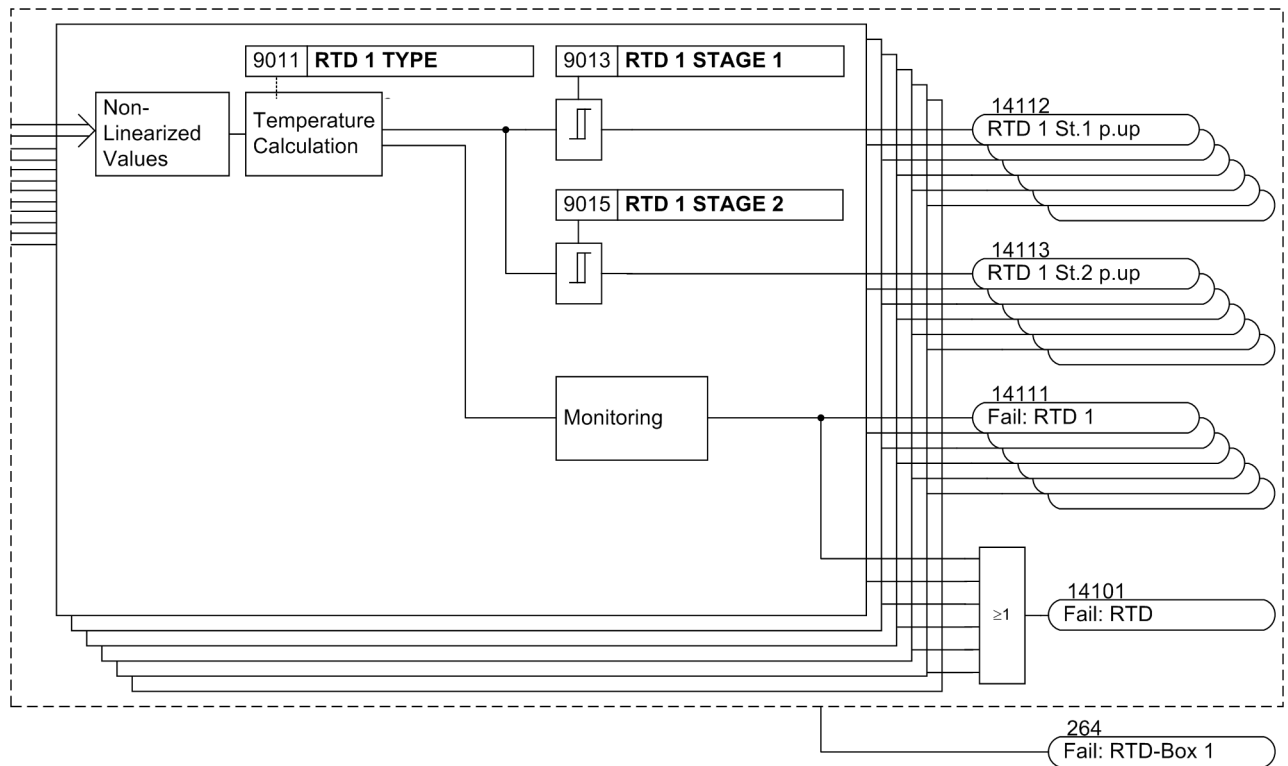 9011 RTD 1 TYPE
9013 RTD 1 STAGE 1
Non-
Linearized
Values
Temperature
Calculation
14112
RTD 1 St.1 p.up
9015 RTD 1 STAGE 2
14113
RTD 1 St.2 p.up
Monitoring
14111
Fail: RTD 1
≥1
14101
Fail: RTD
264
Fail: RTD-Box 1